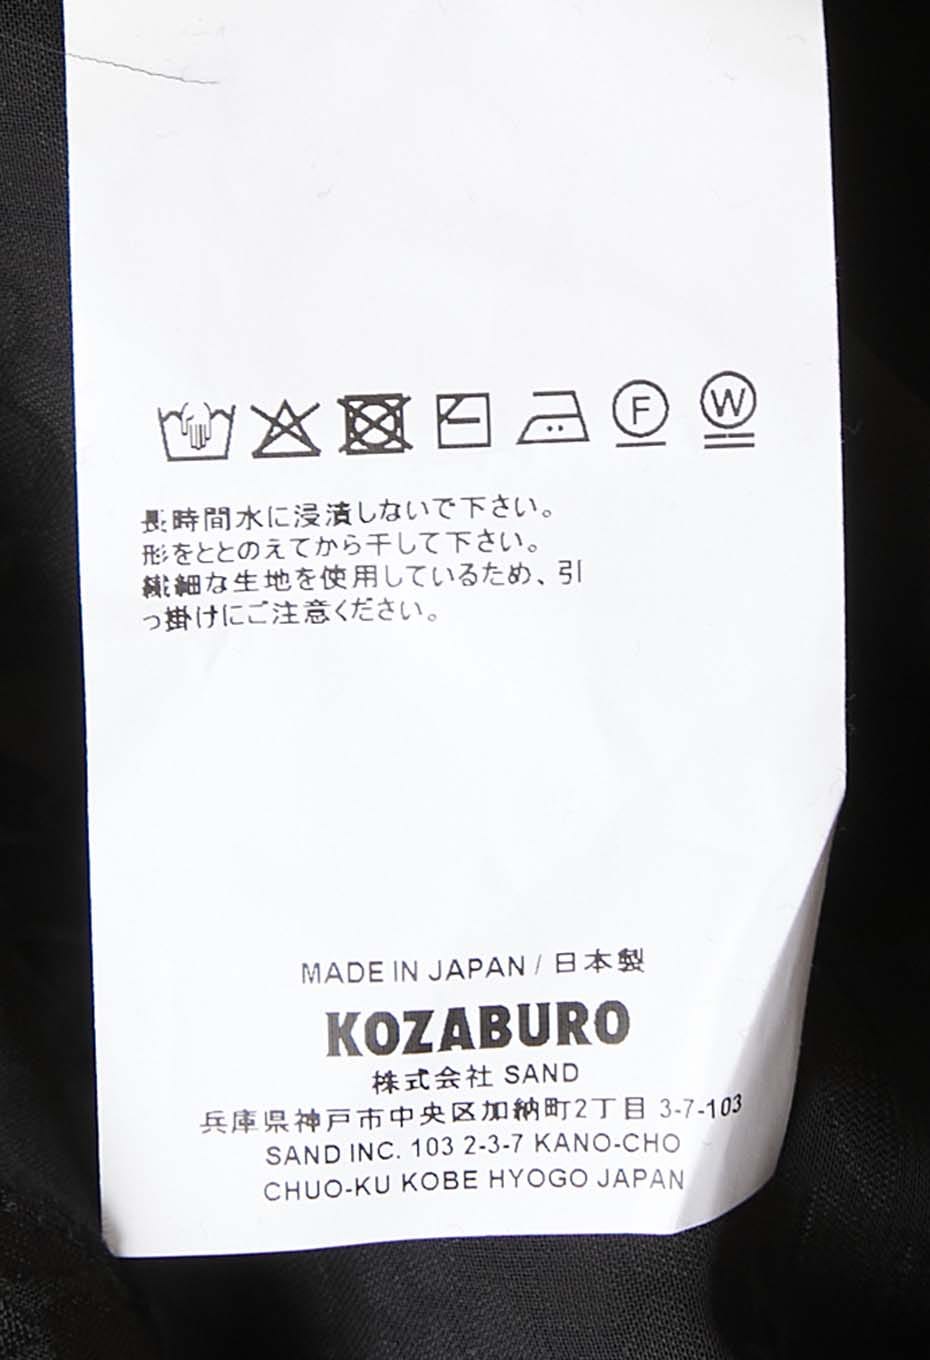 F
W
長時間水に浸漬しないで下さい。
形をととのえてから干して下さい。
繊細な生地を使用しているため、引
っ掛けにご注意ください。
MADE IN JAPAN / 日本製
KOZABURO
株式会社 SAND
兵庫県神戸市中央区加納町2丁目 3-7-103
SAND INC. 103 2-3-7 KANO-CHO
CHUO-KU KOBE HYOGO JAPAN